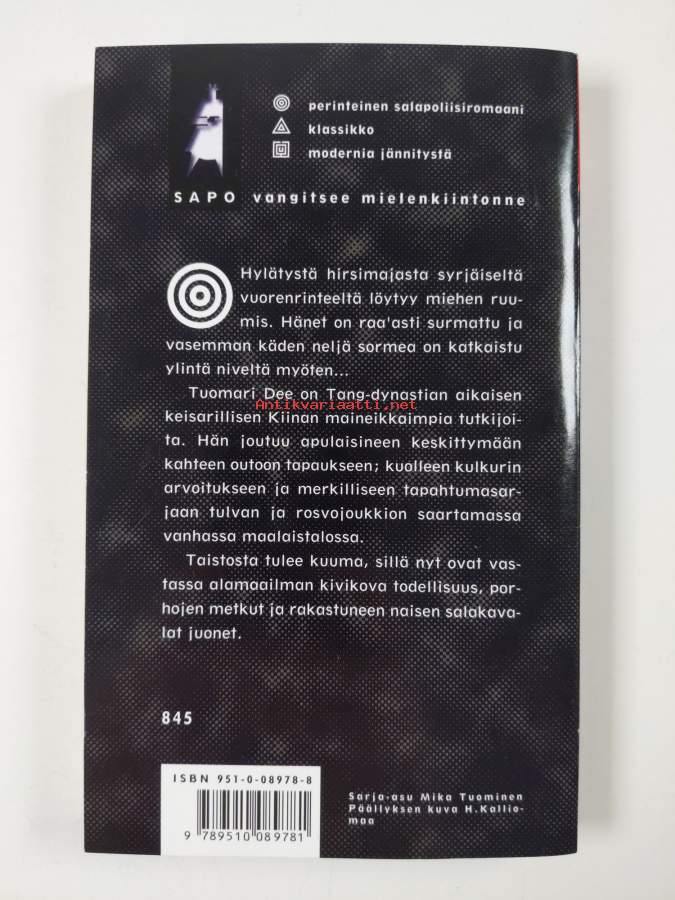 perinteinen salapoliisiromaani
klassikko
modernia jännitystä
SAPO vangitsee mielenkiintonne
Hylätystä hirsimajasta syrjäiseltä
vuorenrinteeltä löytyy miehen ruu-
mis. Hänet on raa'asti surmattu ja
vasemman käden neljä sormea on katkaistu
ylintä niveltä myöten...
Tuomari Dee on Tang-dynastian aikaisen
Antikvariaatti.net
keisarillisen Kiinan maineikkaimpia tutkijoi-
ta. Hän joutuu apulaisineen keskittymään
kahteen outoon tapaukseen; kuolleen kulkurin
arvoitukseen ja merkilliseen tapahtumasar-
jaan tulvan ja rosvojoukkion saartamassa
vanhassa maalaistalossa.
Taistosta tulee kuuma, sillä nyt ovat vas-
tassa alamaailman kivikova todellisuus, por-
hojen metkut ja rakastuneen naisen salakava-
lat juonet.
845
ISBN 951-0-08978-8
9 789510 089781
Sarja-asu Mika Tuominen
Päällyksen kuva H.Kallio-
maa